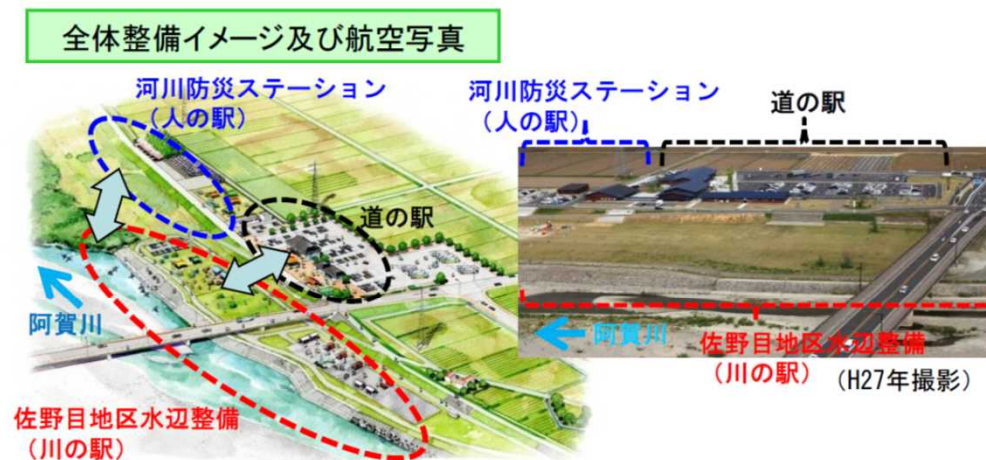 全体整備イメージ及び航空写真
河川防災ステーション
（人の駅）
道の駅
阿賀川
佐野目地区水辺整備
（川の駅）
河川防災ステーション
（人の駅）
道の駅
阿賀川
佐野目地区水辺整備
（川の駅）
（H27年撮影）